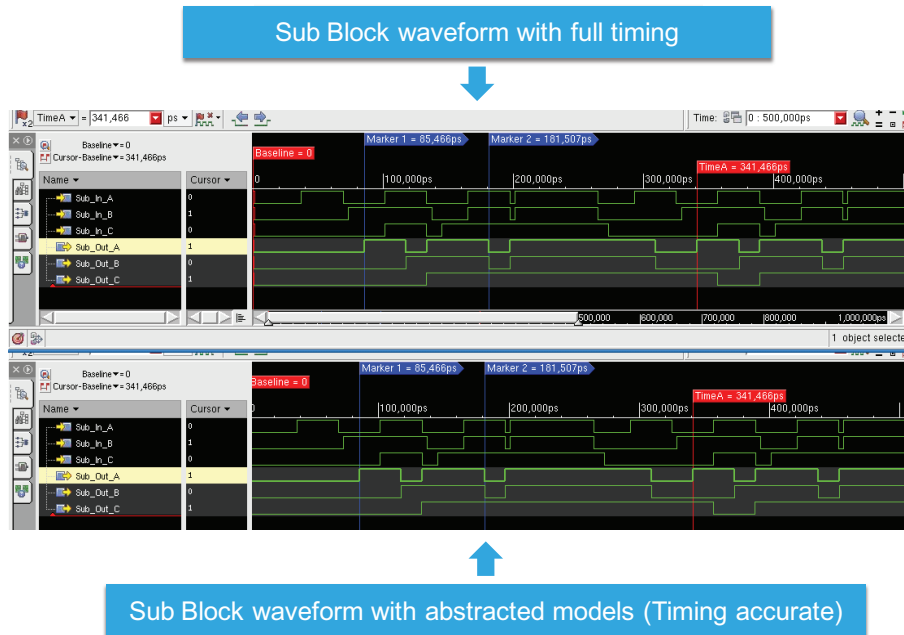 Sub Block waveform with full timing
x2 TimeA = 341,466 ps Time: 0 : 500,000ps
Baseline = 0
Cursor-Baseline = 341,466ps
Marker 1 = 85,466ps Marker 2 = 181,507ps
Baseline = 0
TimeA = 341,466ps
Name Cursor 0 100,000ps 200,000ps 300,000ps 400,000ps
Sub_In_A 0
Sub_In_B 1
Sub_In_C 0
Sub_Out_A 1
Sub_Out_B 0
Sub_Out_C 1
500,000 600,000 700,000 800,000 1,000,000ps
1 object selecte
Baseline = 0
Cursor-Baseline = 341,466ps
Marker 1 = 85,466ps Marker 2 = 181,507ps
Baseline = 0
TimeA = 341,466ps
Name Cursor 0 100,000ps 200,000ps 300,000ps 400,000ps
Sub_In_A 0
Sub_In_B 1
Sub_In_C 0
Sub_Out_A 1
Sub_Out_B 0
Sub_Out_C 1
Sub Block waveform with abstracted models (Timing accurate)